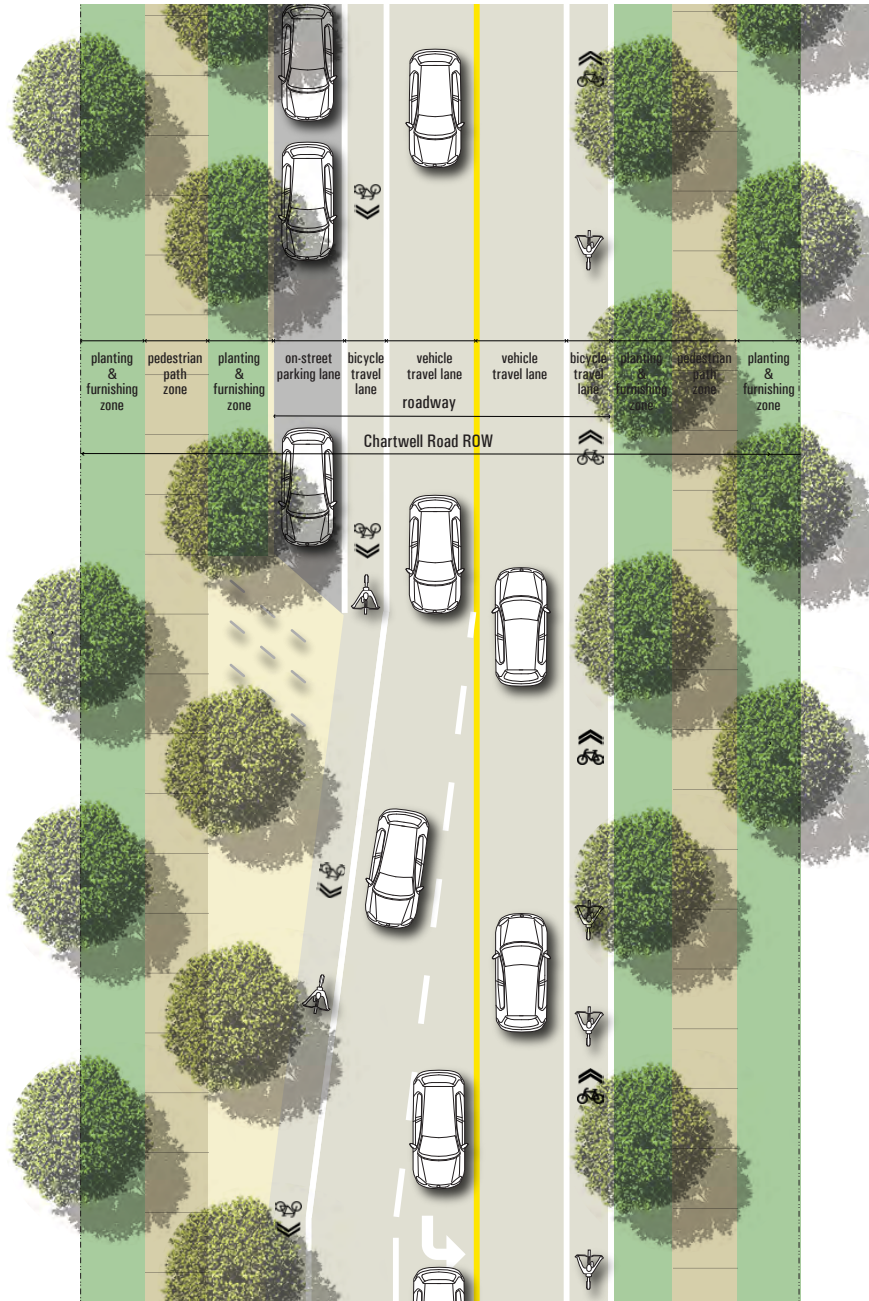 planting
&
furnishing
zone
pedestrian
path
zone
planting
&
furnishing
zone
on-street
parking lane
bicycle
travel
lane
vehicle
travel lane
vehicle
travel lane
bicycle
travel
lane
planting
&
furnishing
zone
pedestrian
path
zone
planting
&
furnishing
zone
roadway
Chartwell Road ROW